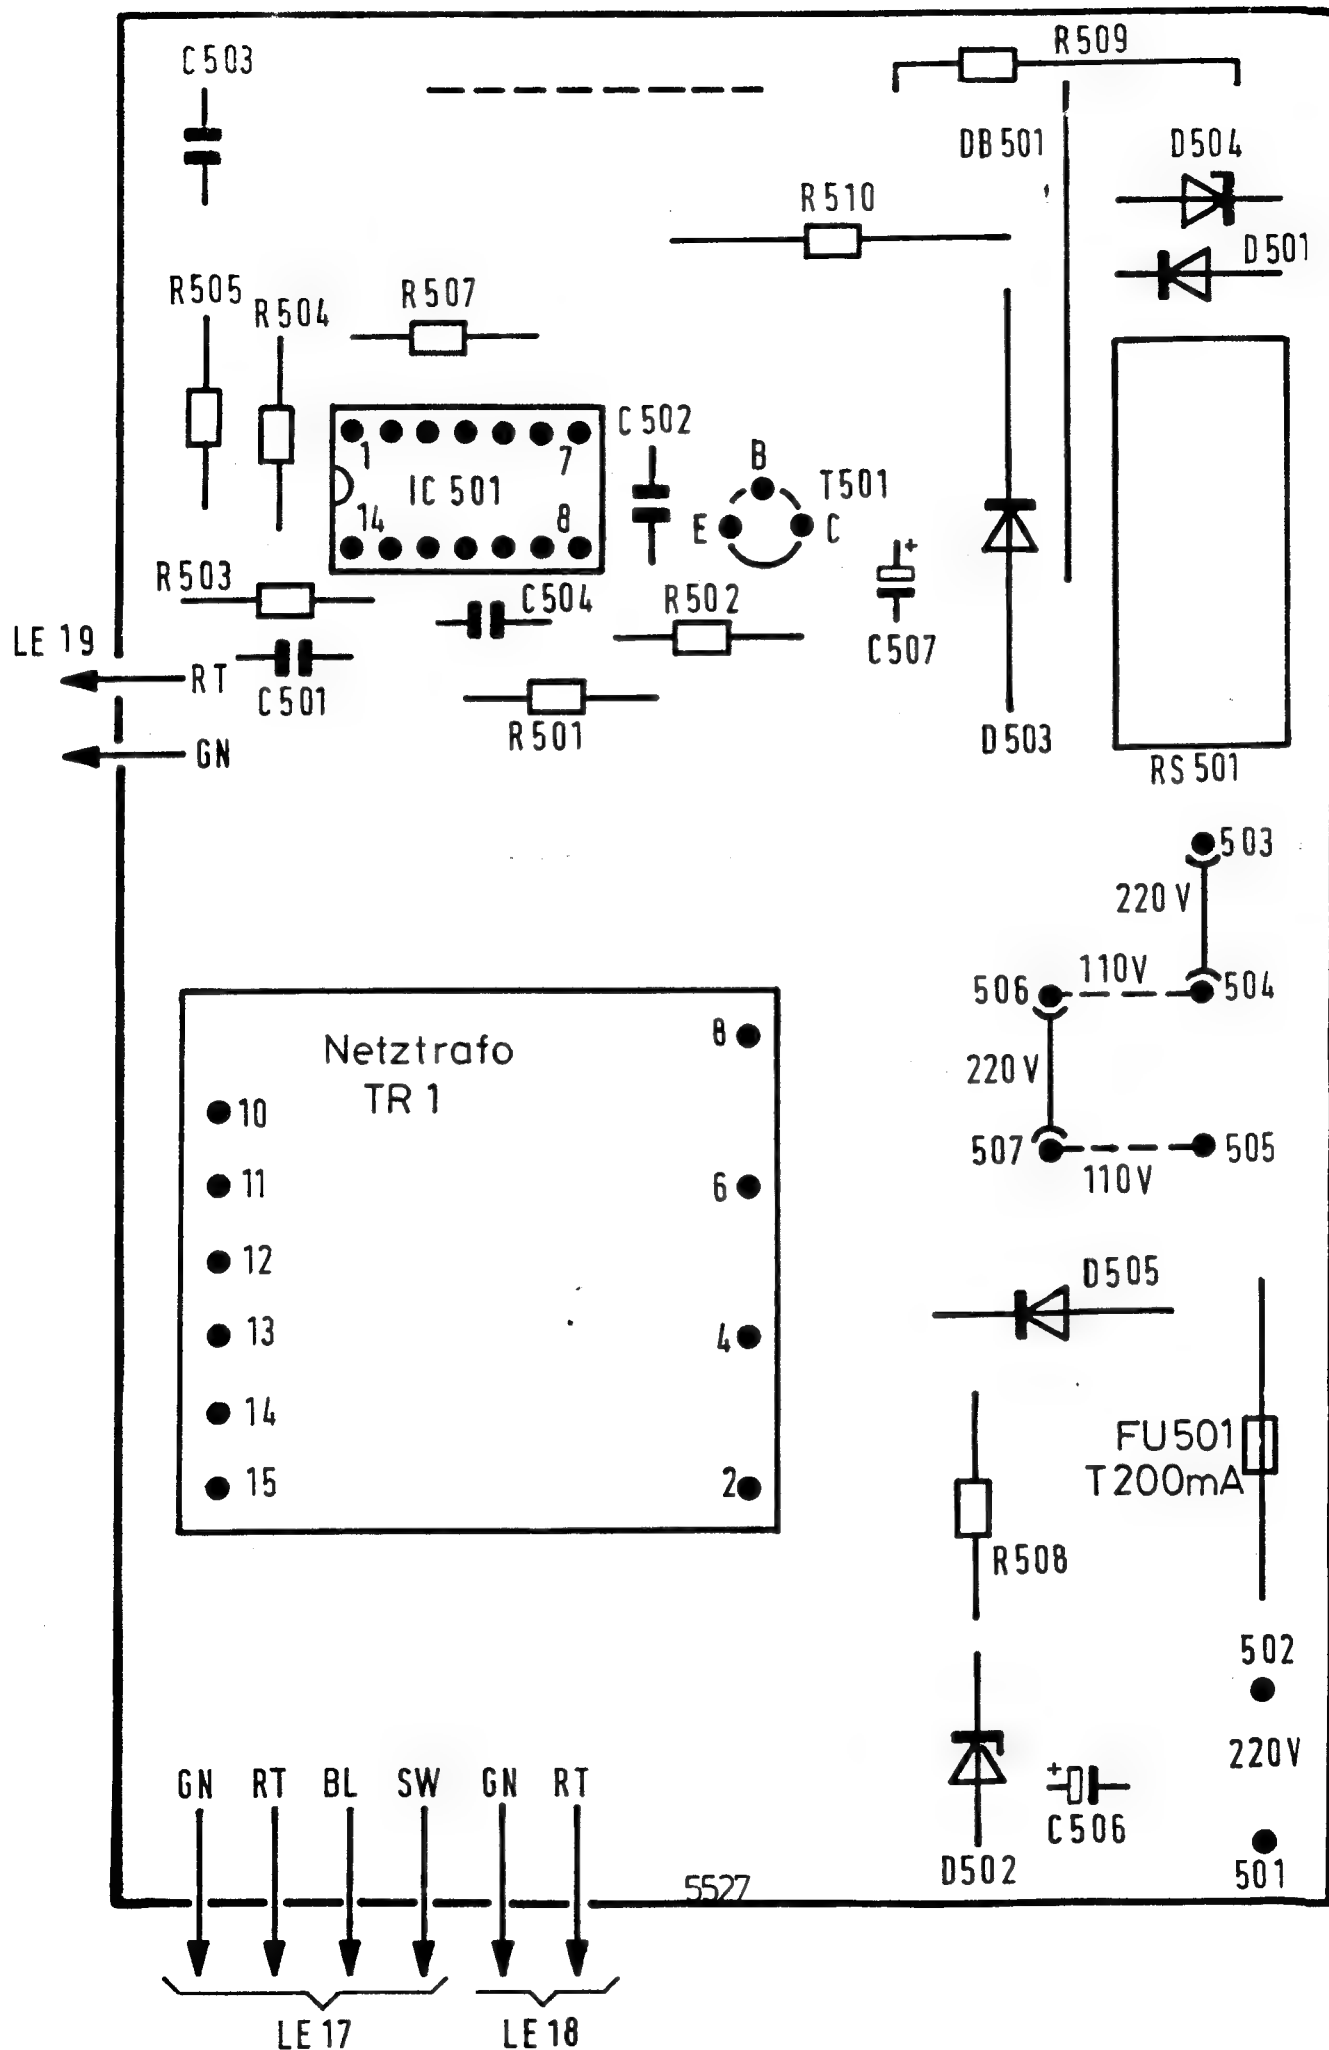 C503
R509
DB501
D504
R510
D501
R505
R504
R507
C502
1
7
IC 501
14
8
B
T501
E
C
+
R503
C504
R502
C507
LE 19
RT
C501
R501
GN
D503
RS 501
503
220 V
110V
506
504
Netztrafo
TR 1
8
220 V
10
507
505
110V
11
6
12
D505
13
4
14
FU501
T200mA
15
2
R508
502
220V
GN
RT
BL
SW
GN
RT
+
C506
D502
501
5527
LE 17
LE 18